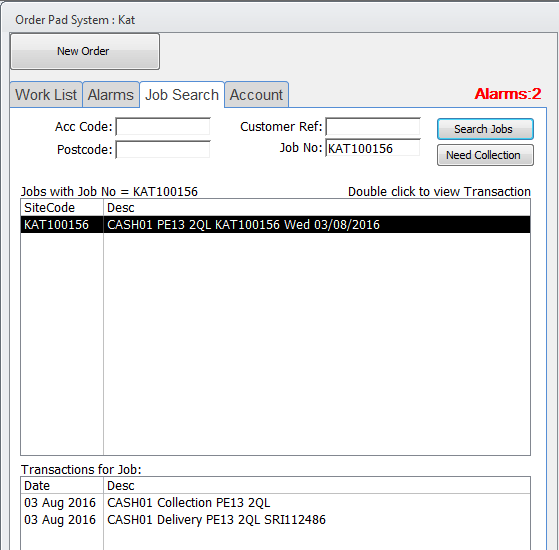 Order Pad System : Kat
New Order
Work List Alarms Job Search Account Alarms:2
Acc Code: Customer Ref: Search Jobs
Postcode: Job No: KAT100156 Need Collection
Jobs with Job No = KAT100156 Double click to view Transaction
SiteCode Desc
KAT100156 CASH01 PE13 2QL KAT100156 Wed 03/08/2016
Transactions for Job:
Date Desc
03 Aug 2016 CASH01 Collection PE13 2QL
03 Aug 2016 CASH01 Delivery PE13 2QL SRI112486